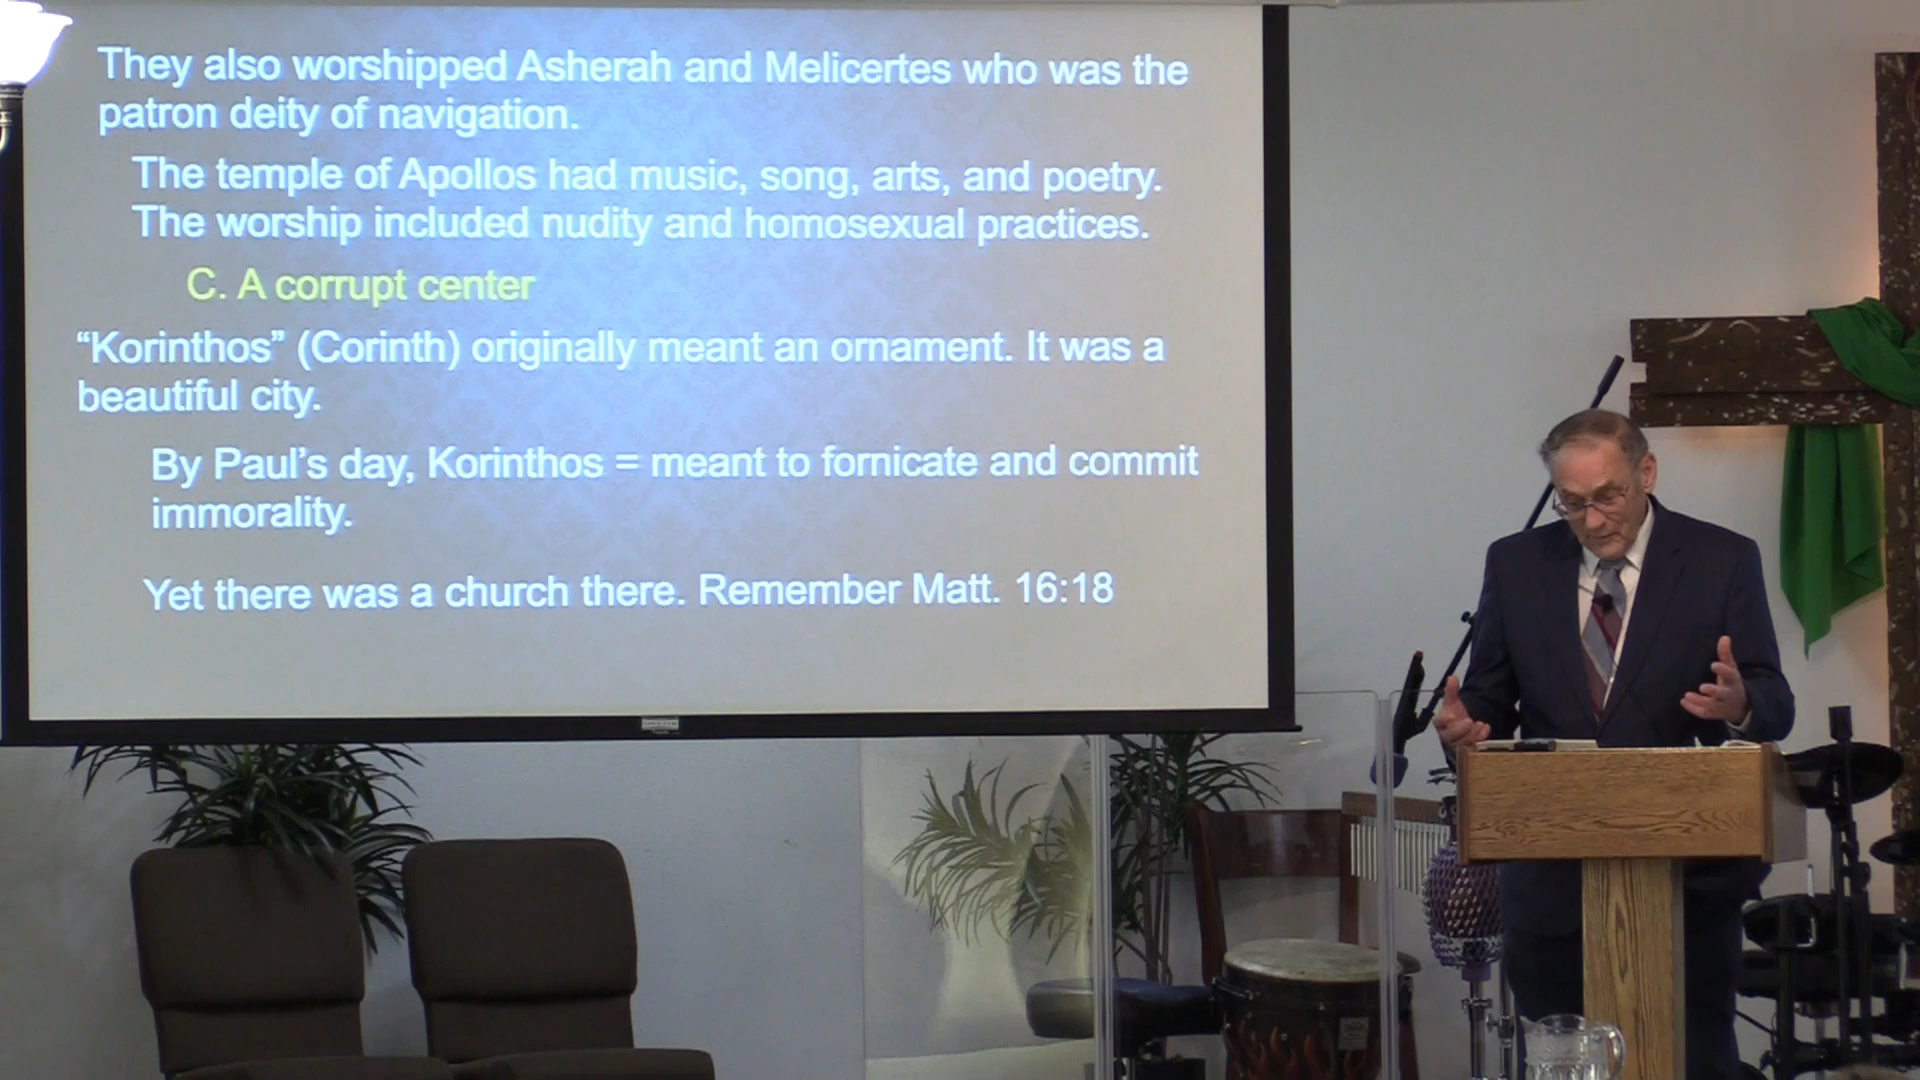 They also worshipped Asherah and Melicertes who was the
patron deity of navigation.
The temple of Apollos had music, song, arts, and poetry.
The worship included nudity and homosexual practices.
C. A corrupt center
“Korinthos” (Corinth) originally meant an ornament. It was a
beautiful city.
By Paul’s day, Korinthos = meant to fornicate and commit
immorality.
Yet there was a church there. Remember Matt. 16:18